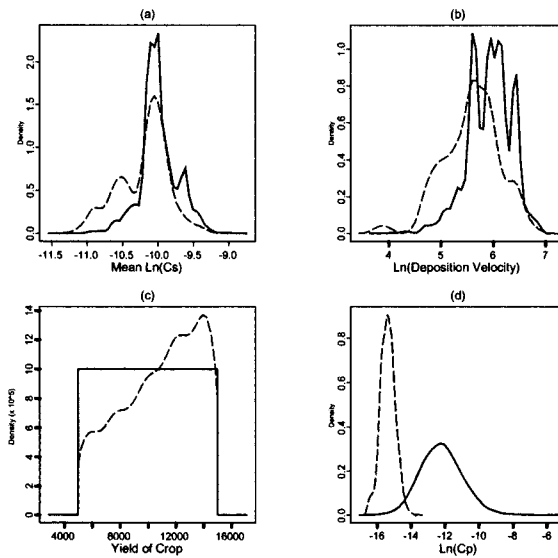 (a)
Density
0.0 0.5 1.0 1.5 2.0
-11.5 -11.0 -10.5 -10.0 -9.5 -9.0
Mean Ln(Cs)
(b)
Density
0.0 0.2 0.4 0.6 0.8 1.0
4 5 6 7
Ln(Deposition Velocity)
(c)
Density (x 10^5)
0 2 4 6 8 10 12 14
4000 8000 12000 16000
Yield of Crop
(d)
Density
0.0 0.2 0.4 0.6 0.8
-16 -14 -12 -10 -8 -6
Ln(Cp)